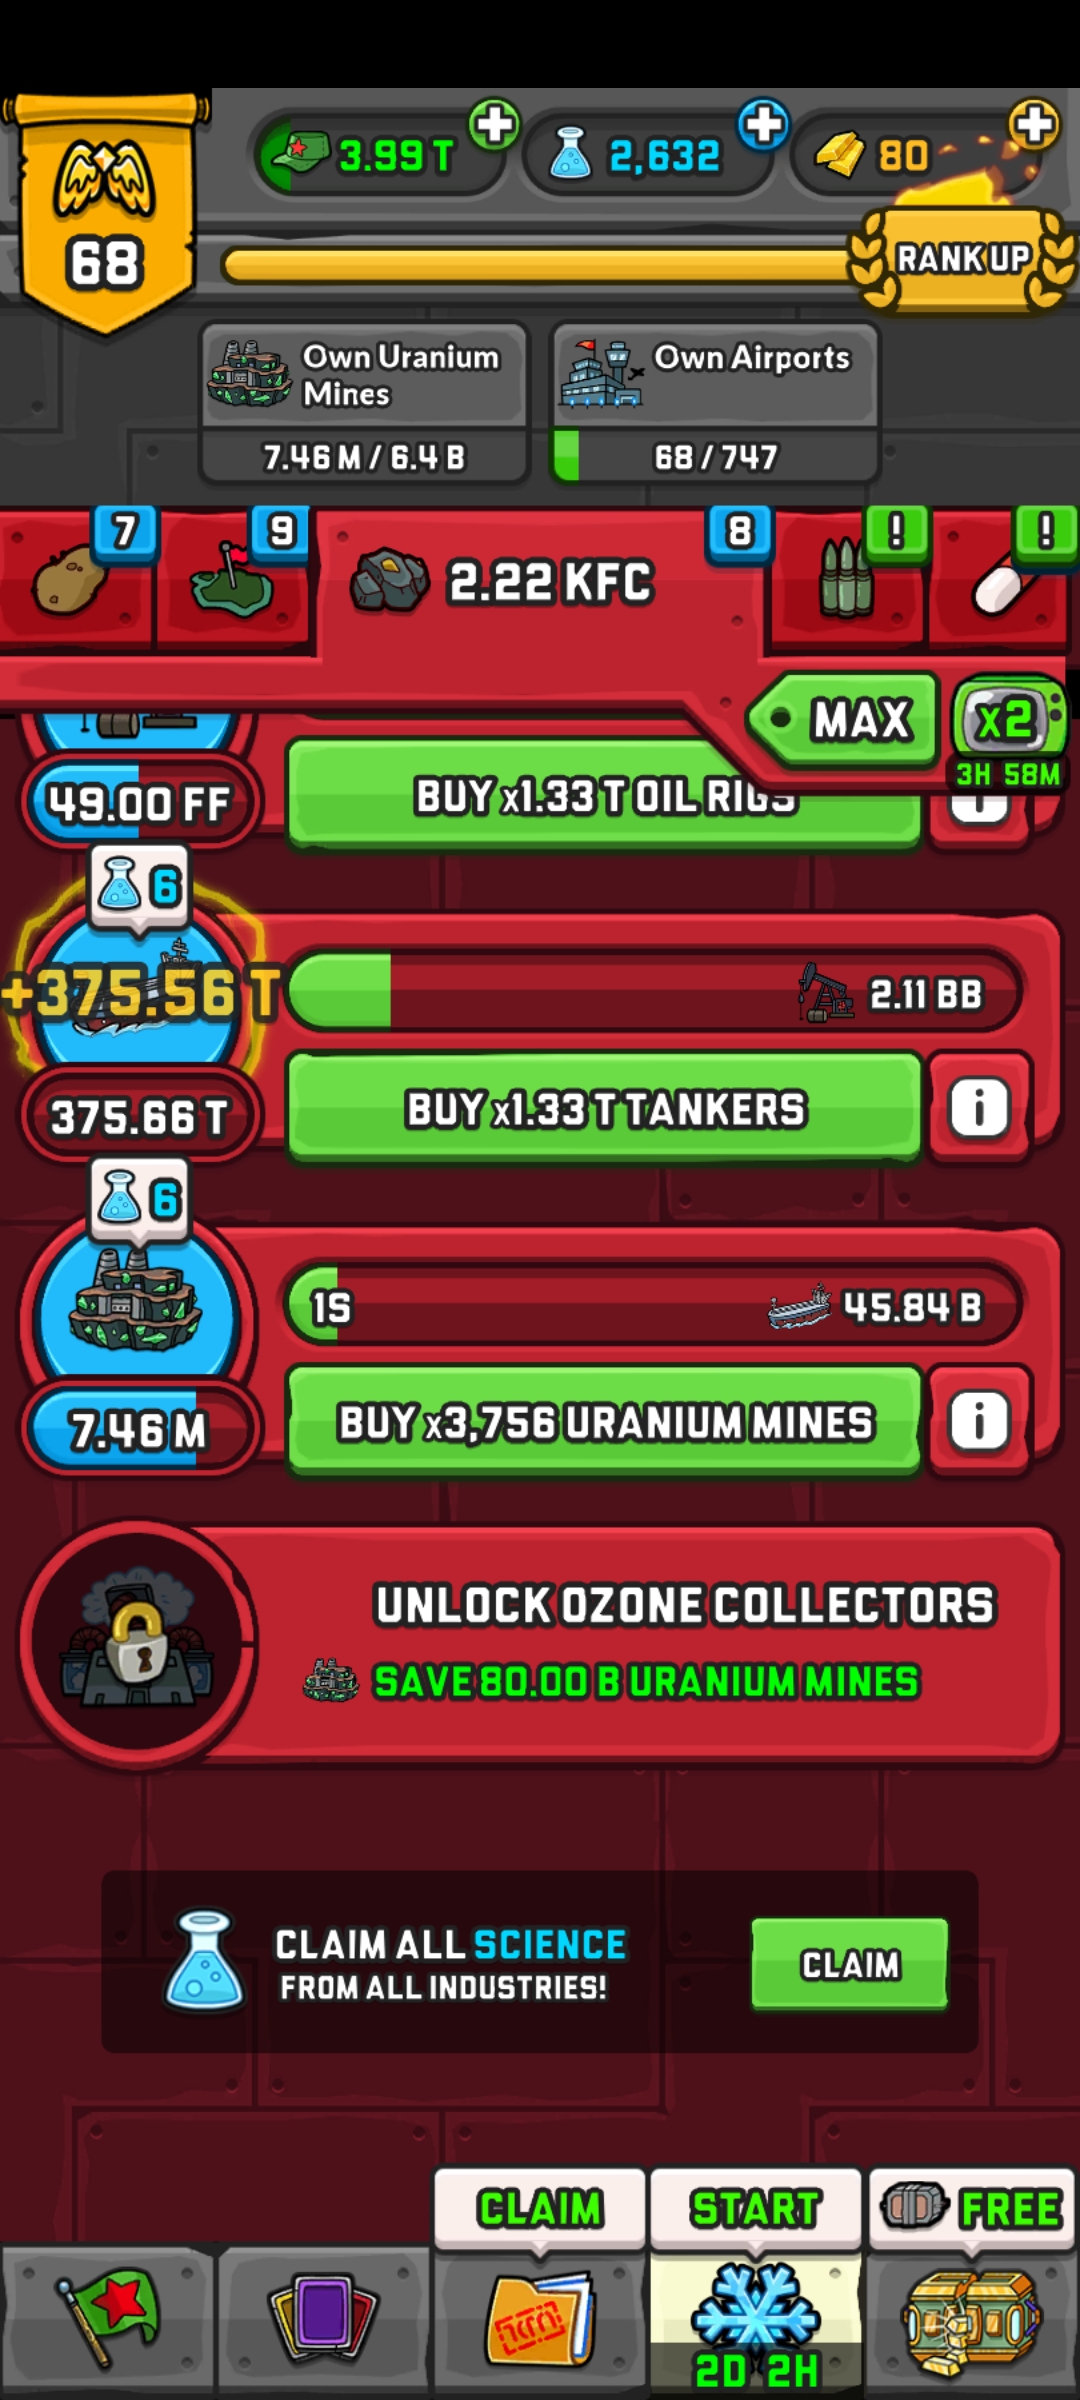 3.99 T
2,632
80
68
RANK UP
Own Uranium
Mines
7.46 M / 6.4 B
Own Airports
68 / 747
7
9
2.22 KFC
8
!
!
MAX
x2
3H 58M
49.00 FF
BUY x1.33 T OIL RIGS
i
6
+375.56 T
2.11 BB
375.66 T
BUY x1.33 T TANKERS
i
6
1S
45.84 B
7.46 M
BUY x3,756 URANIUM MINES
i
UNLOCK OZONE COLLECTORS
SAVE 80.00 B URANIUM MINES
CLAIM ALL SCIENCE
FROM ALL INDUSTRIES!
CLAIM
CLAIM
START
FREE
2D 2H